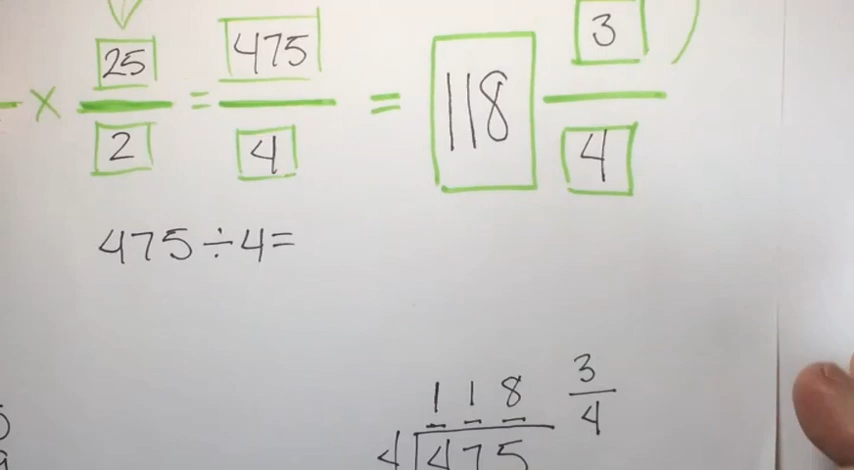 × 25/2 = 475/4 = 118 3/4 )
475 ÷ 4 =
118 3/4
4 475